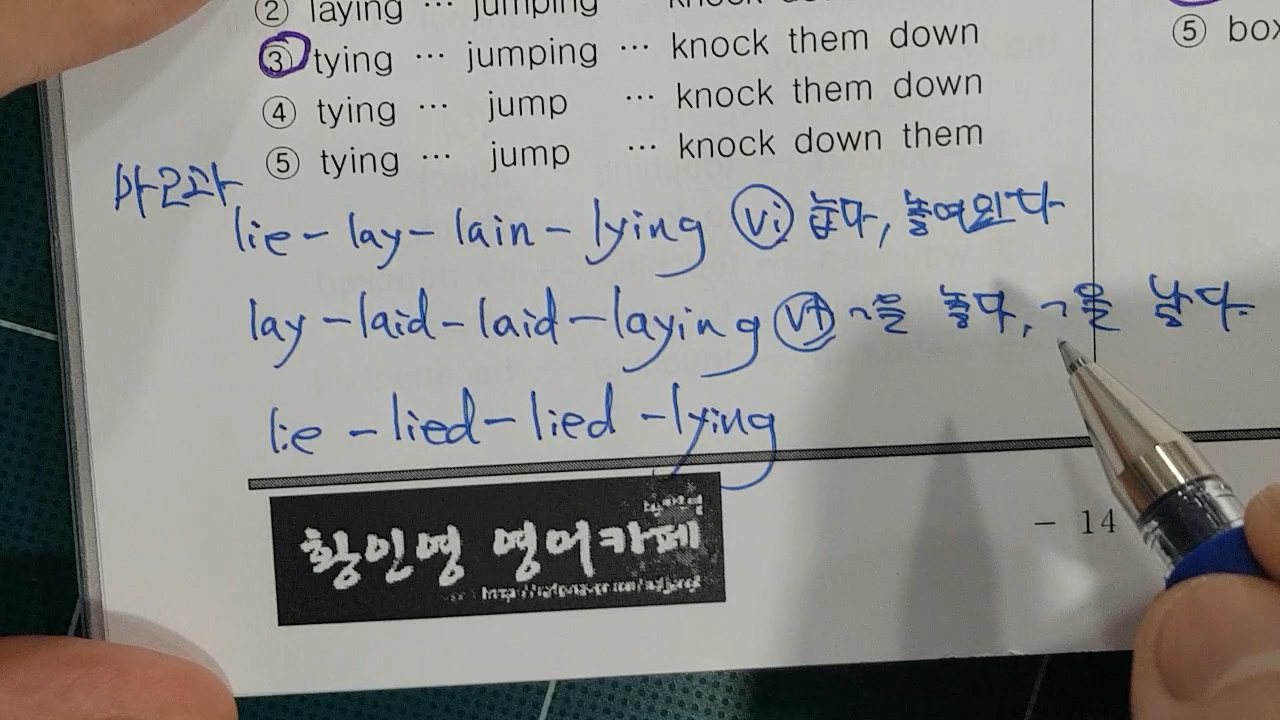 ② laying … jumping
③ tying … jumping … knock them down
④ tying … jump … knock them down
⑤ tying … jump … knock down them
⑤ box
lie - lay - lain - lying vi 눕다, 놓여있다
lay - laid - laid - laying vt ~을 놓다, ~을 낳다.
lie - lied - lied - lying
황인영 영어카페
- 14